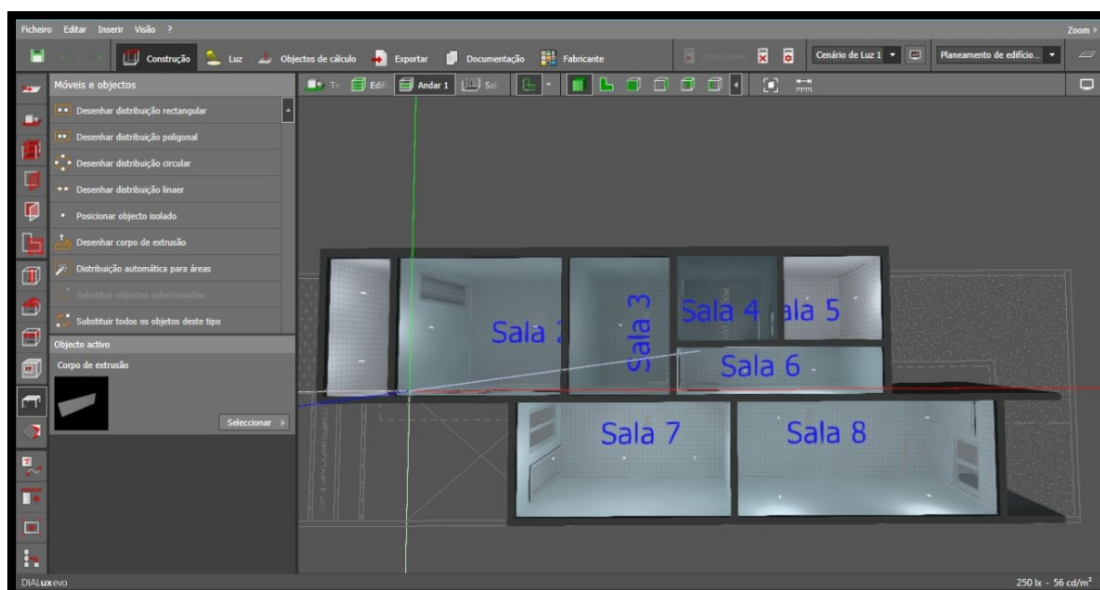 Ficheiro Editar Inserir Visão ?
Zoom
Construção Luz Objectos de cálculo Exportar Documentação Fabricante Cenário de Luz 1 Planeamento de edifício...
Móveis e objectos
Te Edifí Andar 1 Sal
Desenhar distribuição rectangular
Desenhar distribuição poligonal
Desenhar distribuição circular
Desenhar distribuição linaer
Posicionar objecto isolado
Desenhar corpo de extrusão
Distribuição automática para áreas
Substituir objectos seleccionados
Substituir todos os objetos deste tipo
Objecto activo
Corpo de extrusão
Seleccionar
Sala 2
Sala 3
Sala 4
ala 5
Sala 6
Sala 7
Sala 8
DIALux evo
250 lx - 56 cd/m²